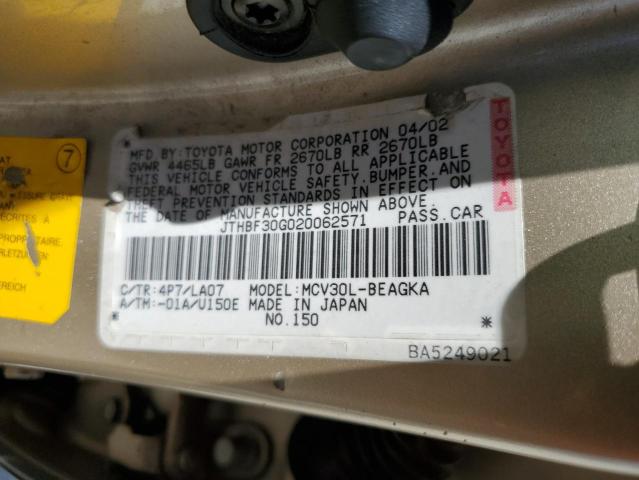 MFD. BY: TOYOTA MOTOR CORPORATION 04/02
GVWR 4465LB GAWR FR 2670LB RR 2670LB
THIS VEHICLE CONFORMS TO ALL APPLICABLE
FEDERAL MOTOR VEHICLE SAFETY, BUMPER, AND
THEFT PREVENTION STANDARDS IN EFFECT ON
THE DATE OF MANUFACTURE SHOWN ABOVE.
JTHBF30G020062571 PASS. CAR
C/TR: 4P7/LA07 MODEL: MCV30L-BEAGKA
A/TM: -01A/U150E MADE IN JAPAN
NO. 150
* *
BA5249021
TOYOTA
7
ÉCRITES À
PROPRIÉTAIRE.
BEREICH